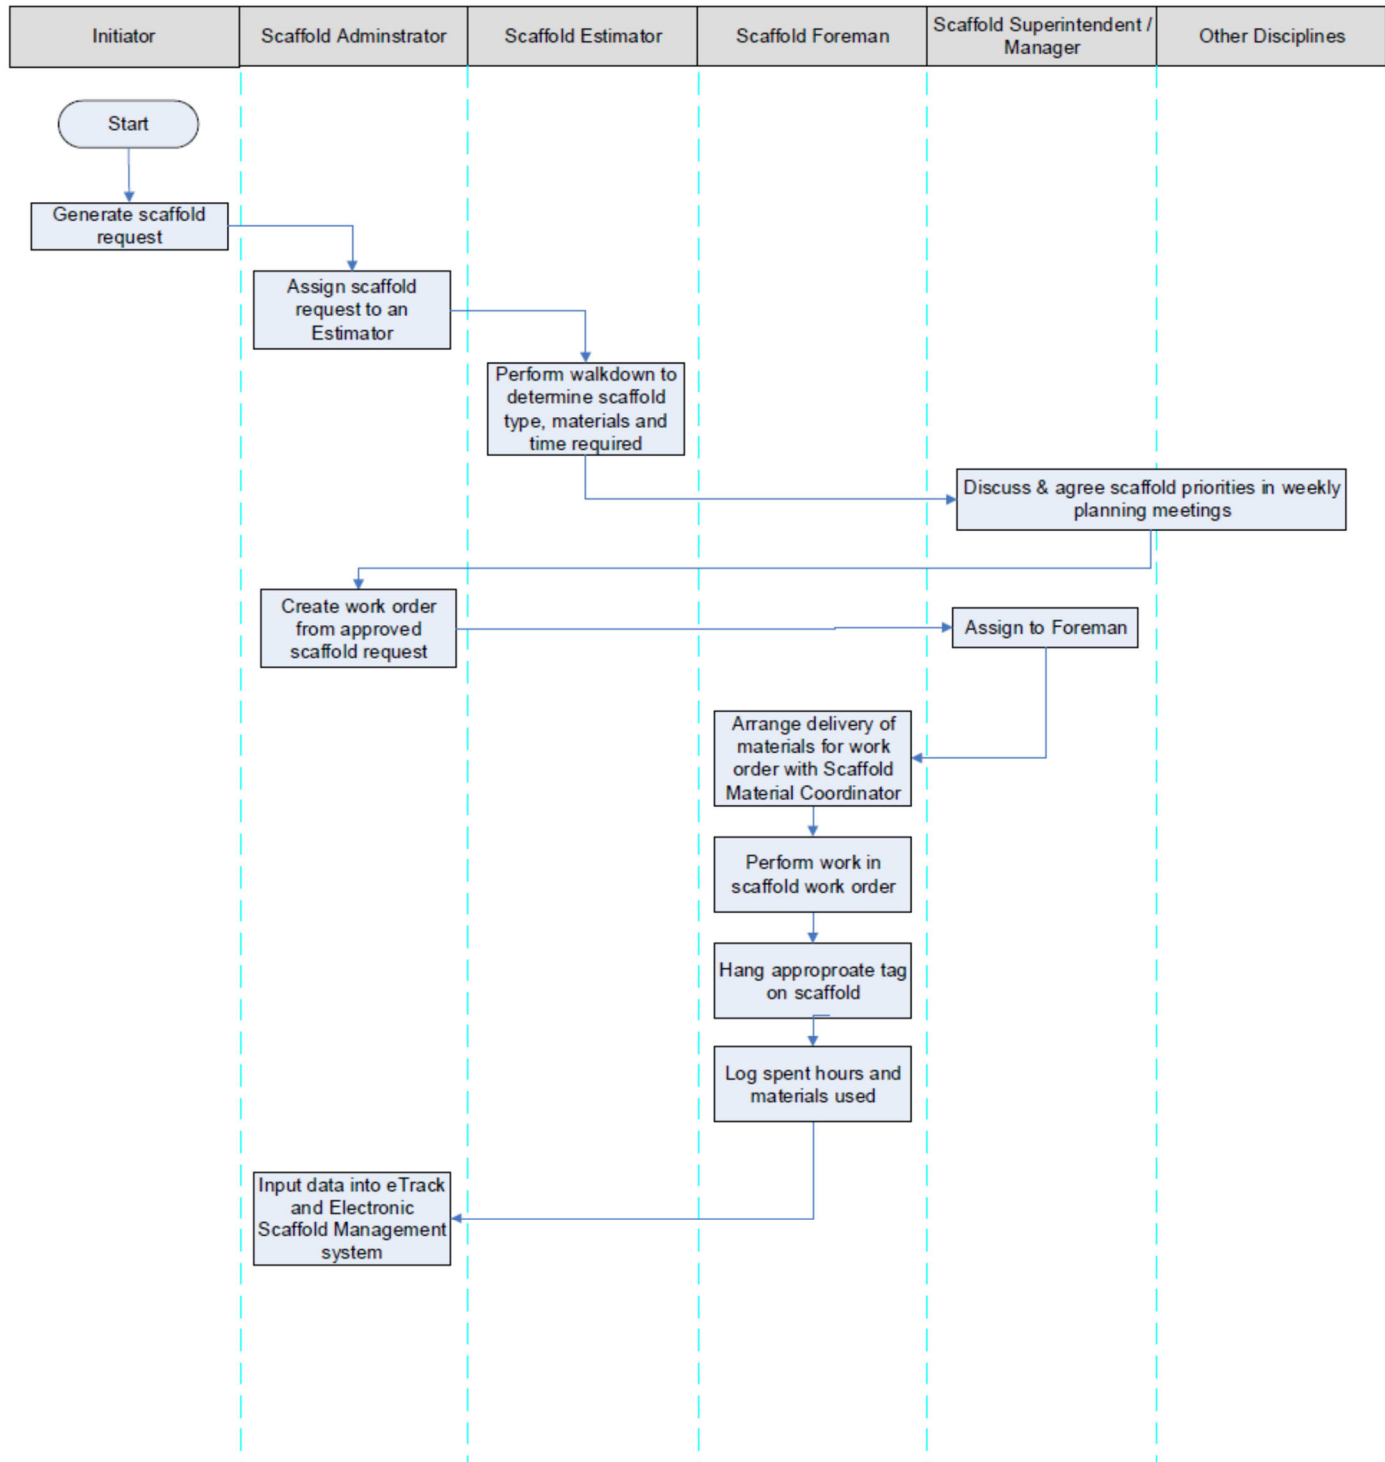 Initiator
Scaffold Adminstrator
Scaffold Estimator
Scaffold Foreman
Scaffold Superintendent /
Manager
Other Disciplines
Start
Generate scaffold
request
Assign scaffold
request to an
Estimator
Perform walkdown to
determine scaffold
type, materials and
time required
Discuss & agree scaffold priorities in weekly
planning meetings
Create work order
from approved
scaffold request
Assign to Foreman
Arrange delivery of
materials for work
order with Scaffold
Material Coordinator
Perform work in
scaffold work order
Hang approproate tag
on scaffold
Log spent hours and
materials used
Input data into eTrack
and Electronic
Scaffold Management
system